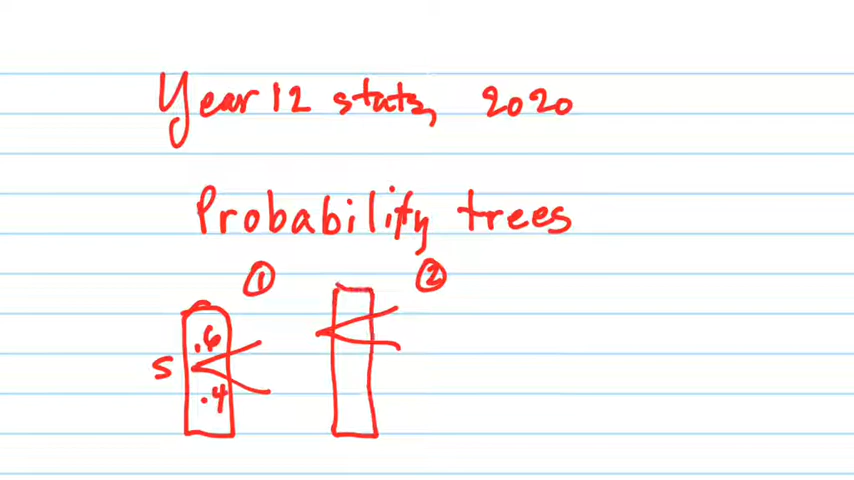 Year 12 stats, 2020
Probability trees
① ②
.6
S
.4